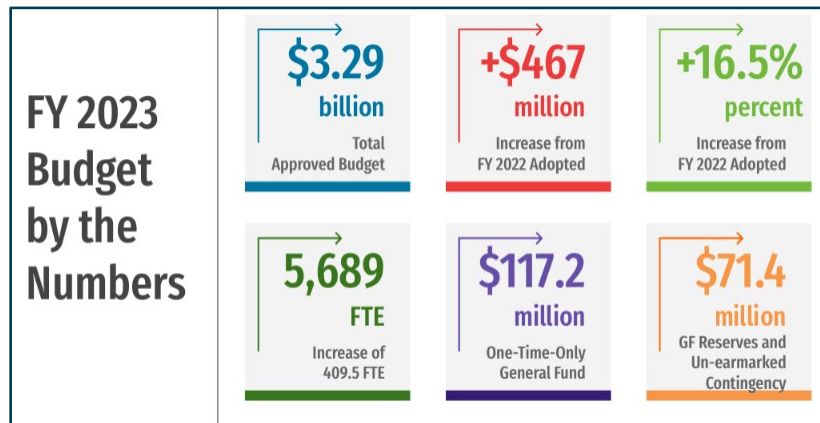 FY 2023
Budget
by the
Numbers
$3.29
billion
Total
Approved Budget
+$467
million
Increase from
FY 2022 Adopted
+16.5%
percent
Increase from
FY 2022 Adopted
5,689
FTE
Increase of
409.5 FTE
$117.2
million
One-Time-Only
General Fund
$71.4
million
GF Reserves and
Un-earmarked
Contingency